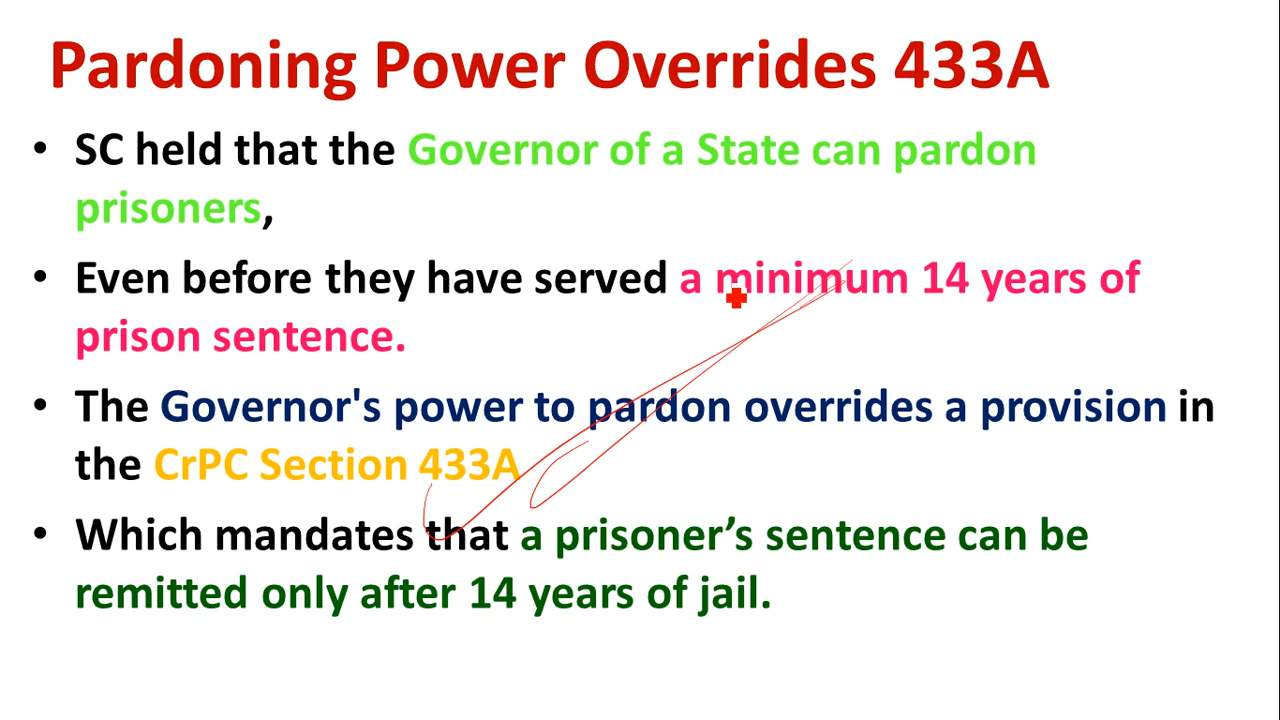 Pardoning Power Overrides 433A
• SC held that the Governor of a State can pardon
prisoners,
• Even before they have served a minimum 14 years of
prison sentence.
• The Governor's power to pardon overrides a provision in
the CrPC Section 433A
• Which mandates that a prisoner’s sentence can be
remitted only after 14 years of jail.